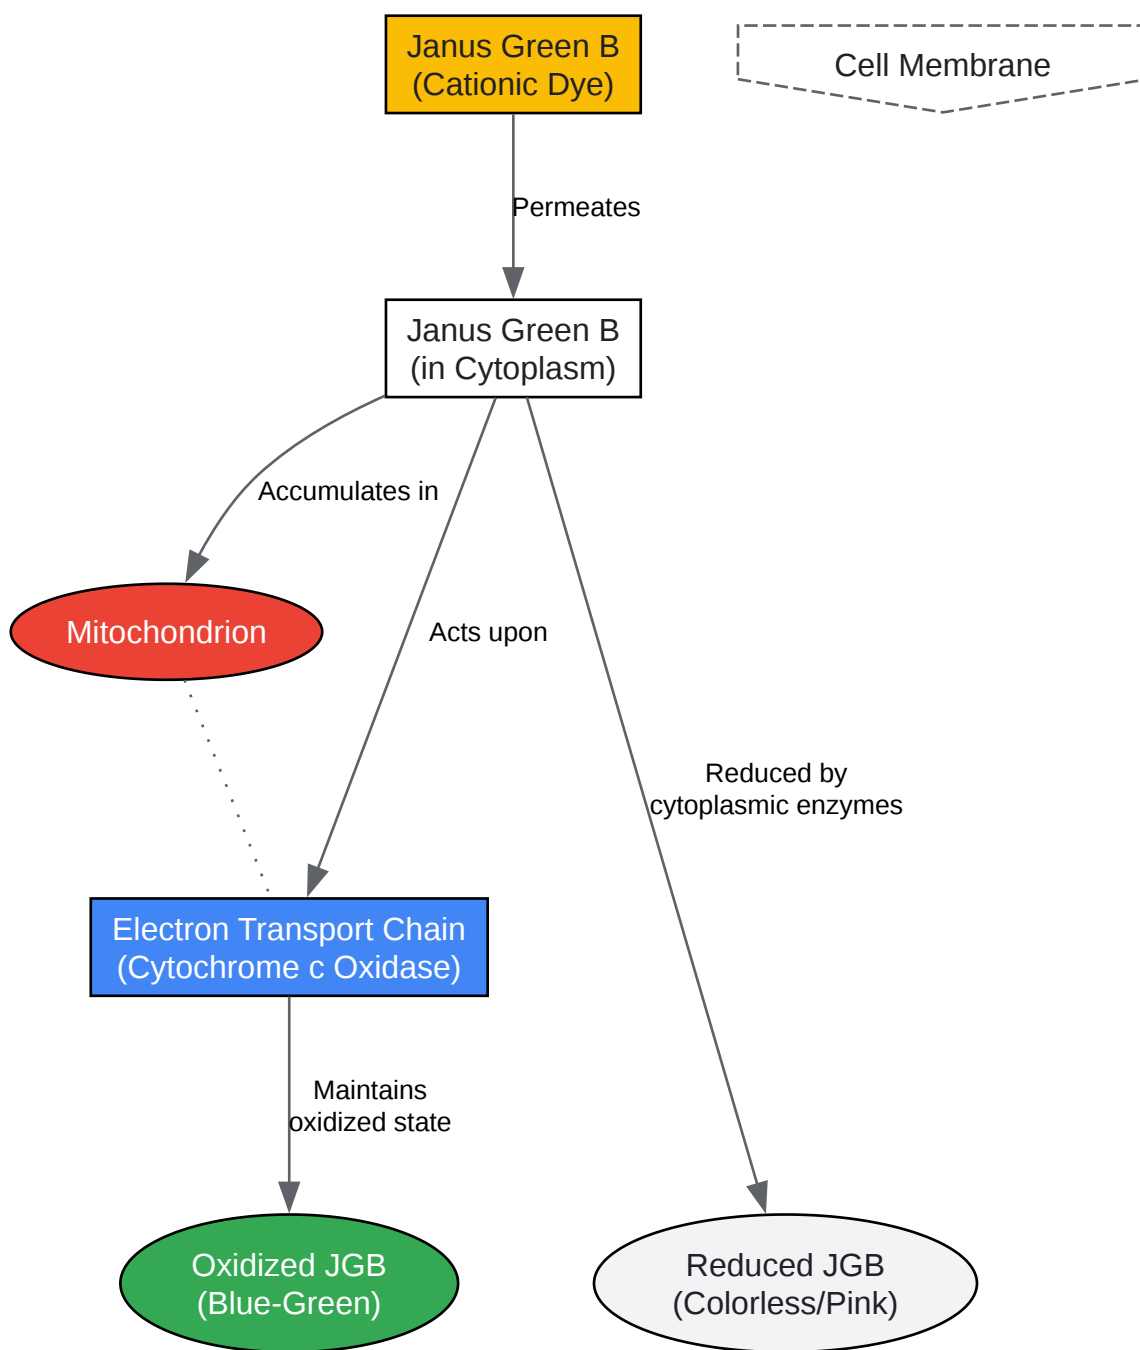 Janus Green B
(Cationic Dye)
Cell Membrane
Permeates
Janus Green B
(in Cytoplasm)
Accumulates in
Mitochondrion
Acts upon
Reduced by
cytoplasmic enzymes
Electron Transport Chain
(Cytochrome c Oxidase)
Maintains
oxidized state
Oxidized JGB
(Blue-Green)
Reduced JGB
(Colorless/Pink)